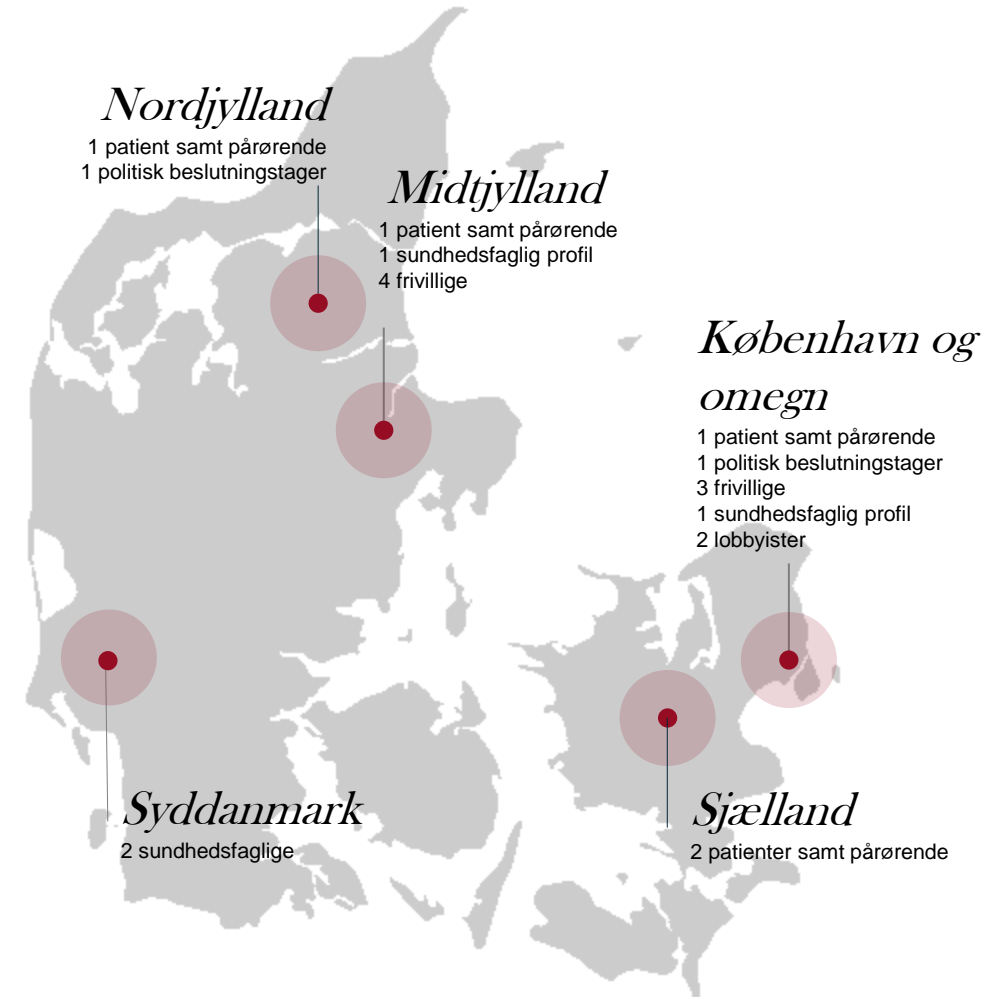 Nordjylland
1 patient samt pårørende
1 politisk beslutningstager
Midtjylland
1 patient samt pårørende
1 sundhedsfaglig profil
4 frivillige
København og
omegn
1 patient samt pårørende
1 politisk beslutningstager
3 frivillige
1 sundhedsfaglig profil
2 lobbyister
Syddanmark
2 sundhedsfaglige
Sjælland
2 patienter samt pårørende